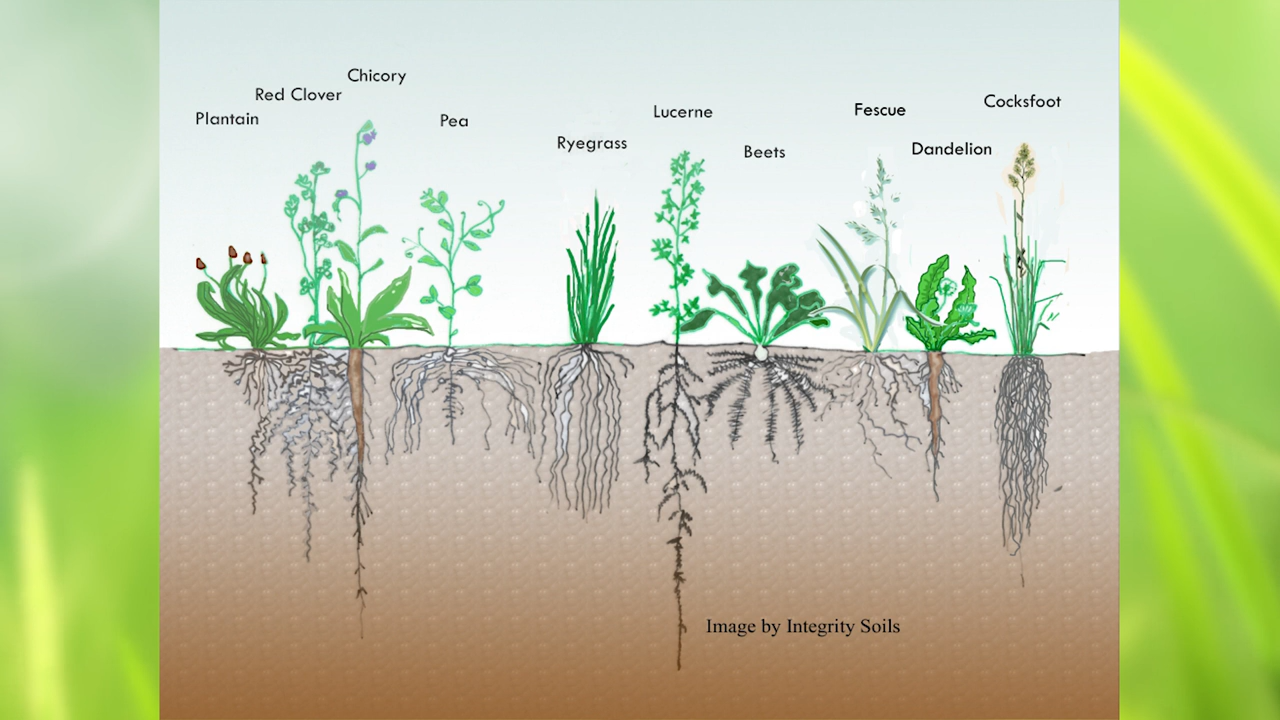 Chicory
Red Clover
Plantain
Pea
Ryegrass
Lucerne
Beets
Fescue
Dandelion
Cocksfoot
Image by Integrity Soils